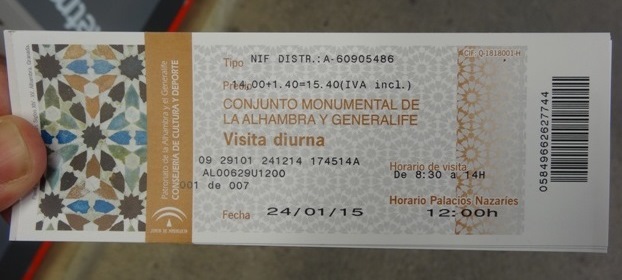 Patronato de la Alhambra y el Generalife
CONSEJERÍA DE CULTURA Y DEPORTE
Tipo NIF DISTR.:A-60905486
CIF: Q-1818001-H
Precio 14.00+1.40=15.40(IVA incl.)
CONJUNTO MONUMENTAL DE
LA ALHAMBRA Y GENERALIFE
Visita diurna
09 29101 241214 174514A
AL00629U1200
001 de 007
Horario de visita
De 8:30 a 14H
Horario Palacios Nazaríes
12:00h
Fecha 24/01/15
05849662627744